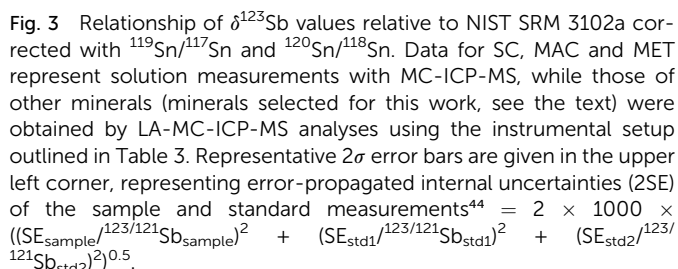 Fig. 3 Relationship of δ¹²³Sb values relative to NIST SRM 3102a cor-
rected with ¹¹⁹Sn/¹¹⁷Sn and ¹²⁰Sn/¹¹⁸Sn. Data for SC, MAC and MET
represent solution measurements with MC-ICP-MS, while those of
other minerals (minerals selected for this work, see the text) were
obtained by LA-MC-ICP-MS analyses using the instrumental setup
outlined in Table 3. Representative 2σ error bars are given in the upper
left corner, representing error-propagated internal uncertainties (2SE)
of the sample and standard measurements⁴⁴ = 2 × 1000 ×
((SEsample/¹²³/¹²¹Sbsample)² + (SEstd1/¹²³/¹²¹Sbstd1)² + (SEstd2/¹²³/
¹²¹Sbstd2)²)⁰·⁵.